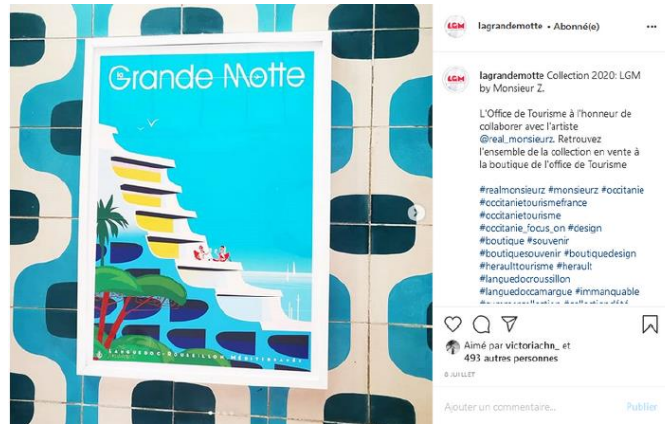 la
Grande Motte
LANGUEDOC-ROUSSILLON MÉDITERRANÉE
LGM
lagrandemotte • Abonné(e)
LGM
lagrandemotte Collection 2020: LGM
by Monsieur Z.
L'Office de Tourisme à l'honneur de
collaborer avec l'artiste
@real_monsieurz. Retrouvez
l'ensemble de la collection en vente à
la boutique de l'office de Tourisme
#realmonsieurz #monsieurz #occitanie
#occitanietourismefrance
#occitanietourisme
#occitanie_focus_on #design
#boutique #souvenir
#boutiquesouvenir #boutiquedesign
#heraulttourisme #herault
#languedocroussillon
#languedoccamargue #immanquable
Aimé par victoriachn_ et
493 autres personnes
JUILLET
Ajouter un commentaire...
Publier